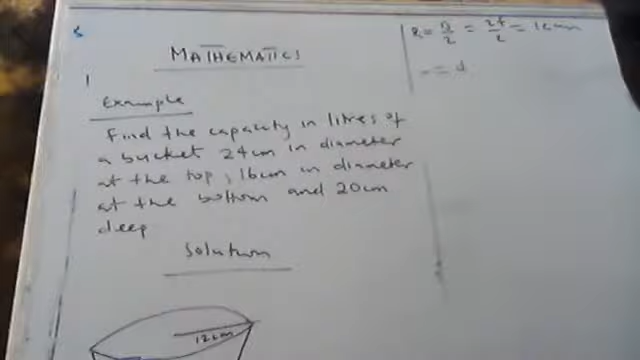 MATHEMATICS
1
Example
Find the capacity in litres of
a bucket 24cm in diameter
at the top, 16cm in diameter
at the bottom and 20cm
deep
Solution
12cm
R = D/2 = 24/2 = 12cm